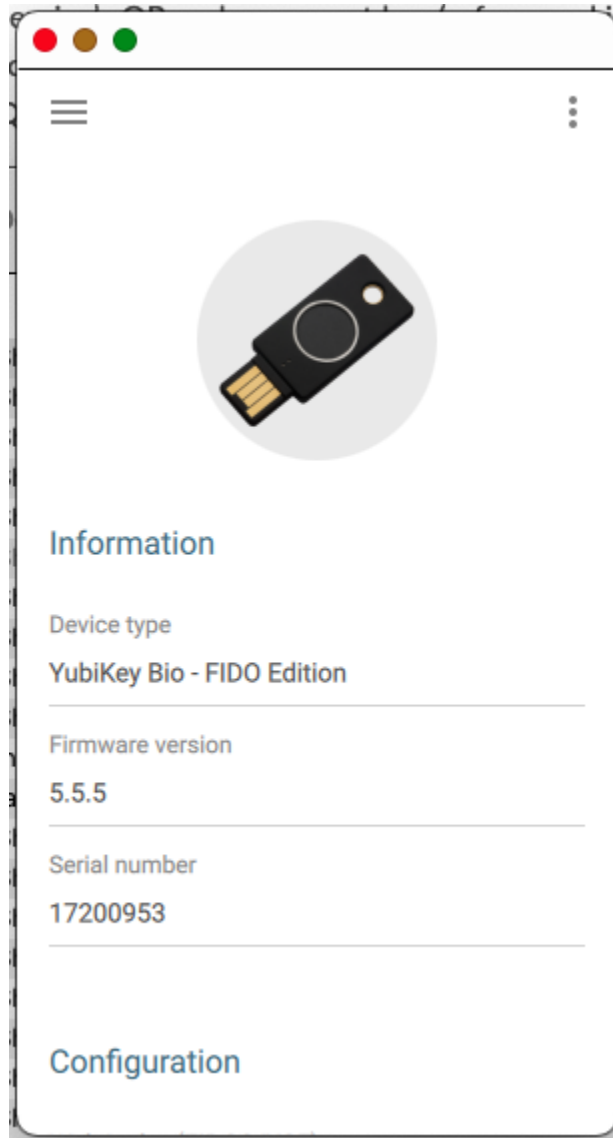 Information
Device type
YubiKey Bio - FIDO Edition
Firmware version
5.5.5
Serial number
17200953
Configuration